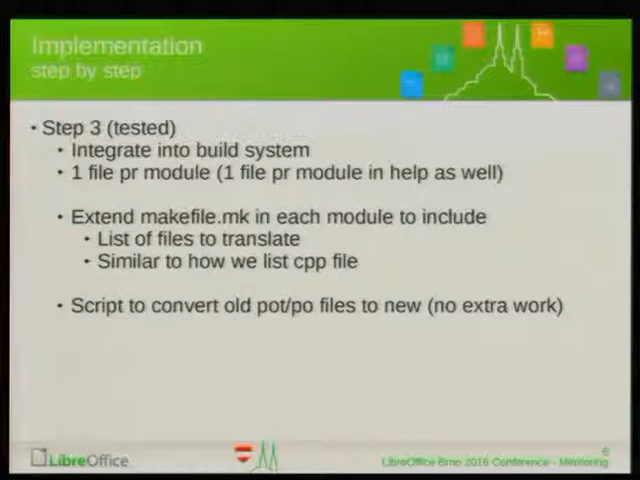 Implementation
step by step
• Step 3 (tested)
• Integrate into build system
• 1 file pr module (1 file pr module in help as well)
• Extend makefile.mk in each module to include
• List of files to translate
• Similar to how we list cpp file
• Script to convert old pot/po files to new (no extra work)
6
LibreOffice
LibreOffice Brno 2016 Conference - Mentoring